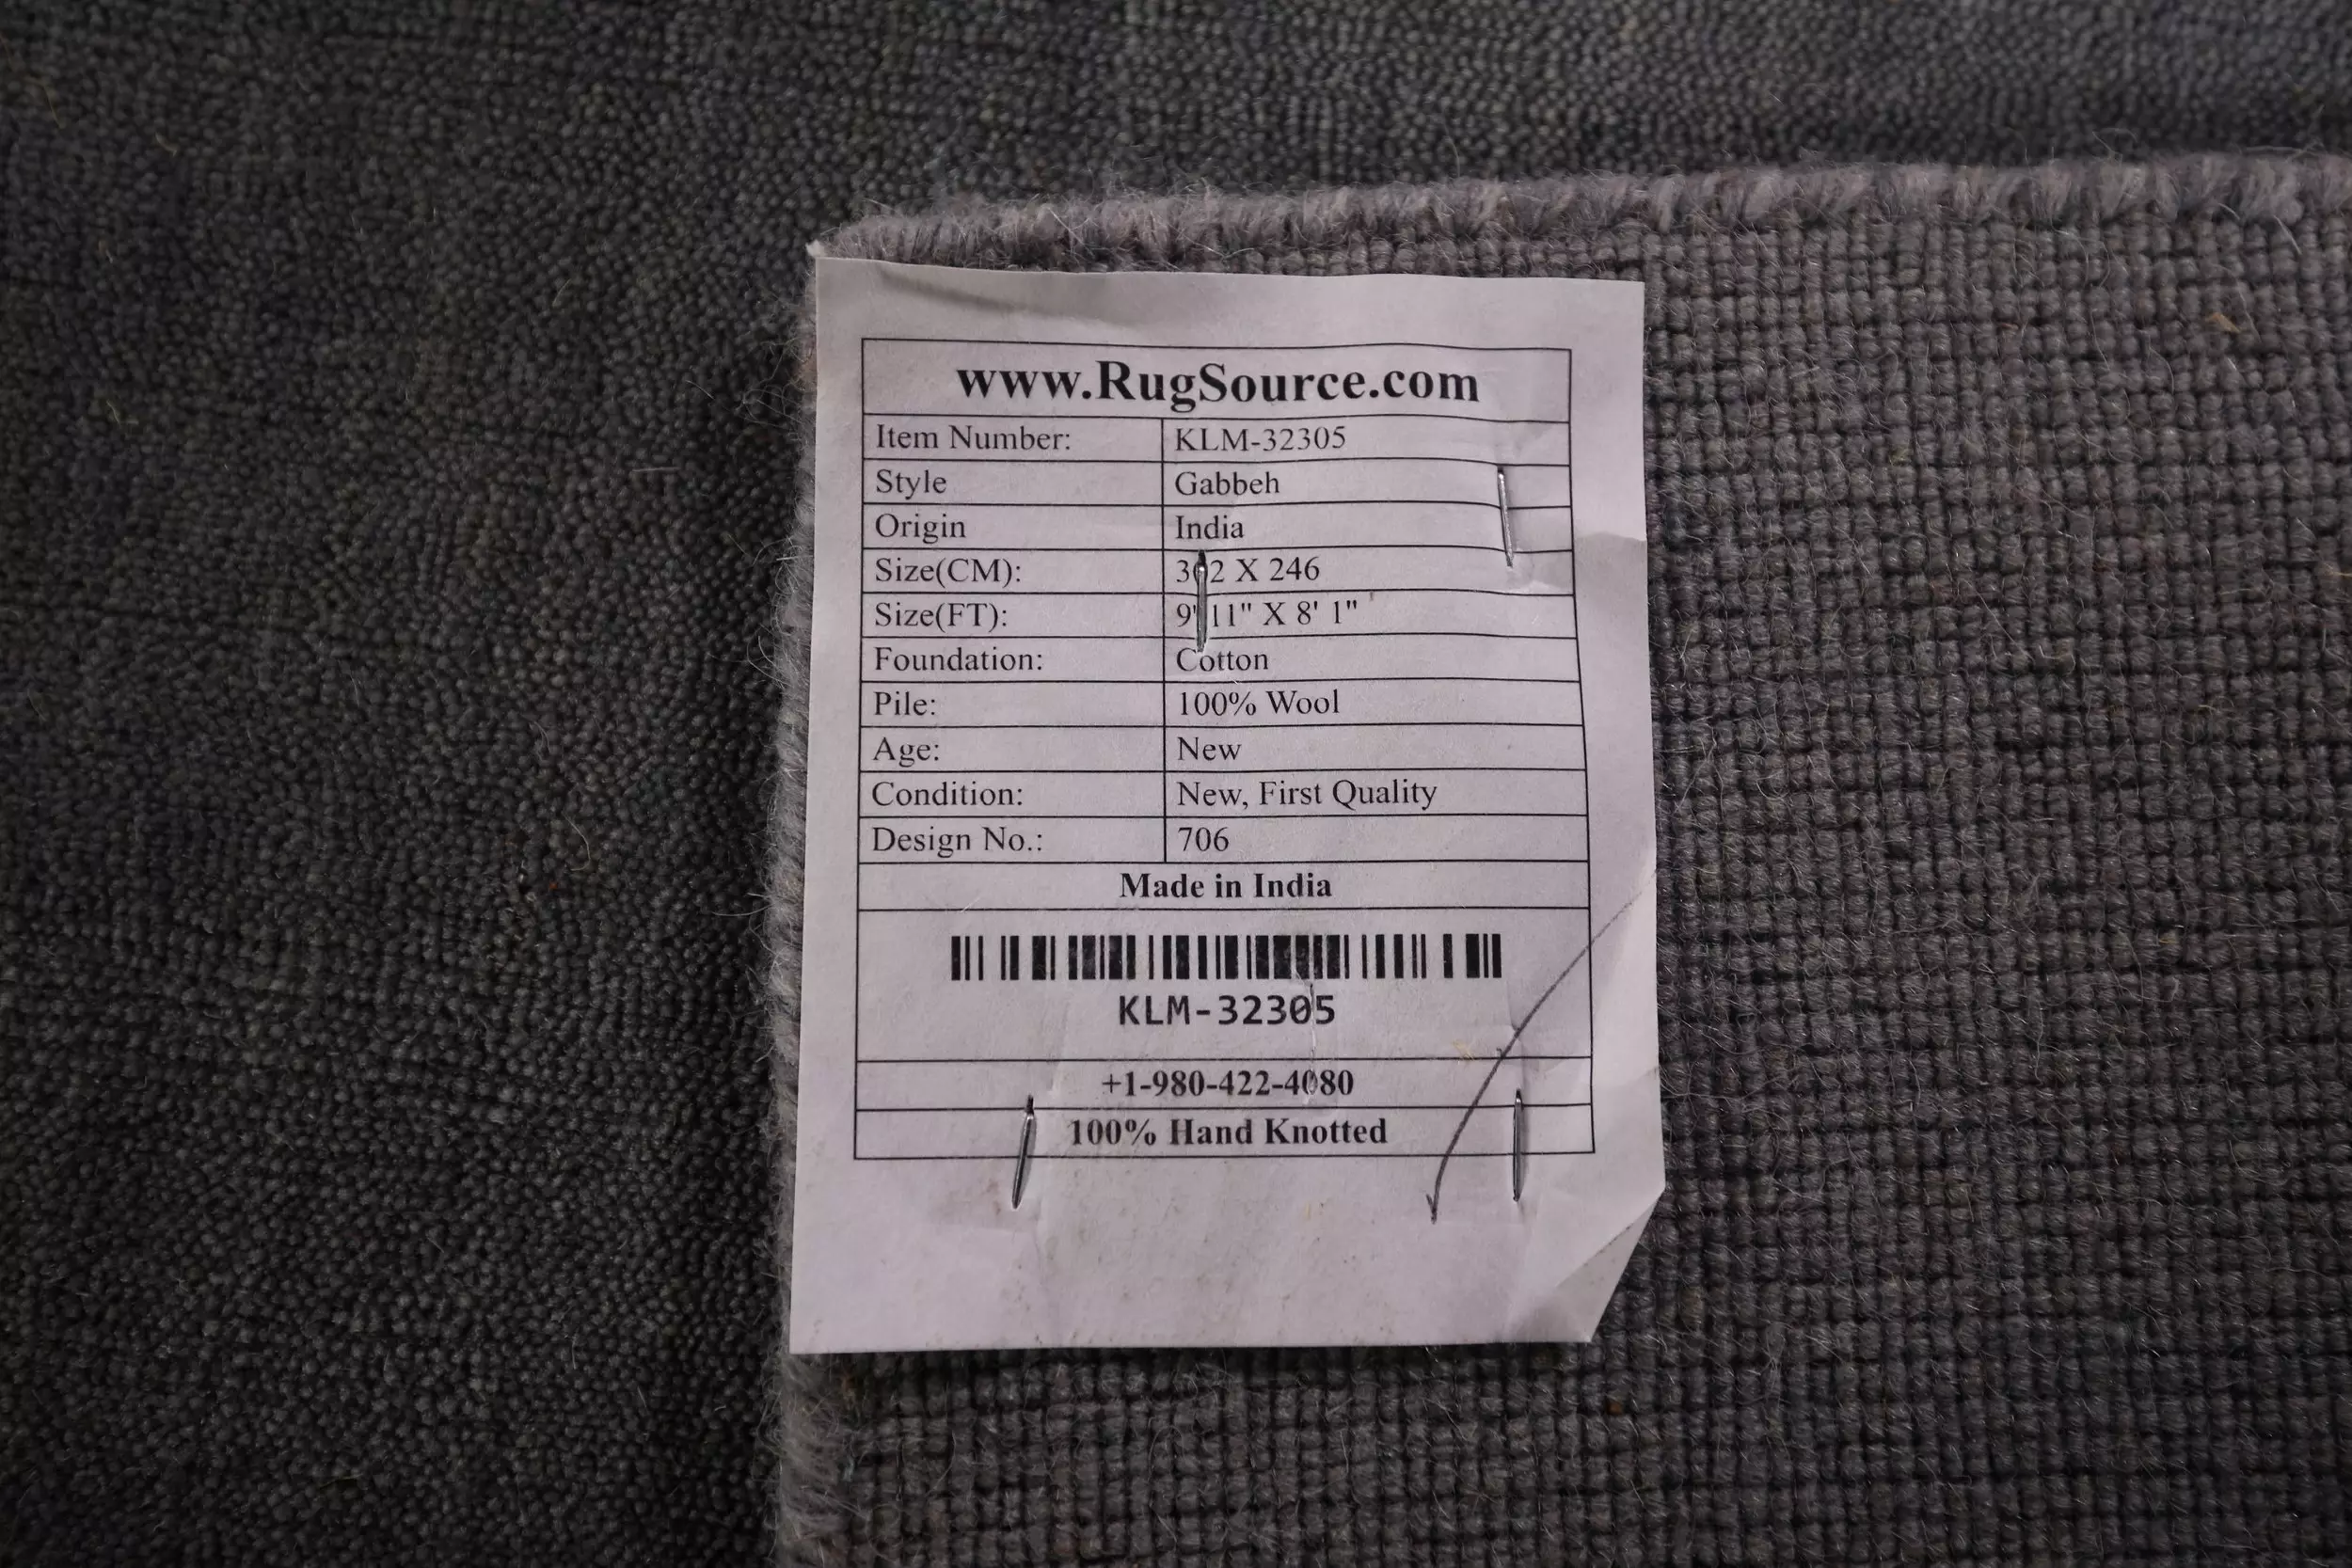 www.RugSource.com
Item Number: KLM-32305
Style Gabbeh
Origin India
Size(CM): 302 X 246
Size(FT): 9' 11" X 8' 1"
Foundation: Cotton
Pile: 100% Wool
Age: New
Condition: New, First Quality
Design No.: 706
Made in India
KLM-32305
+1-980-422-4080
100% Hand Knotted